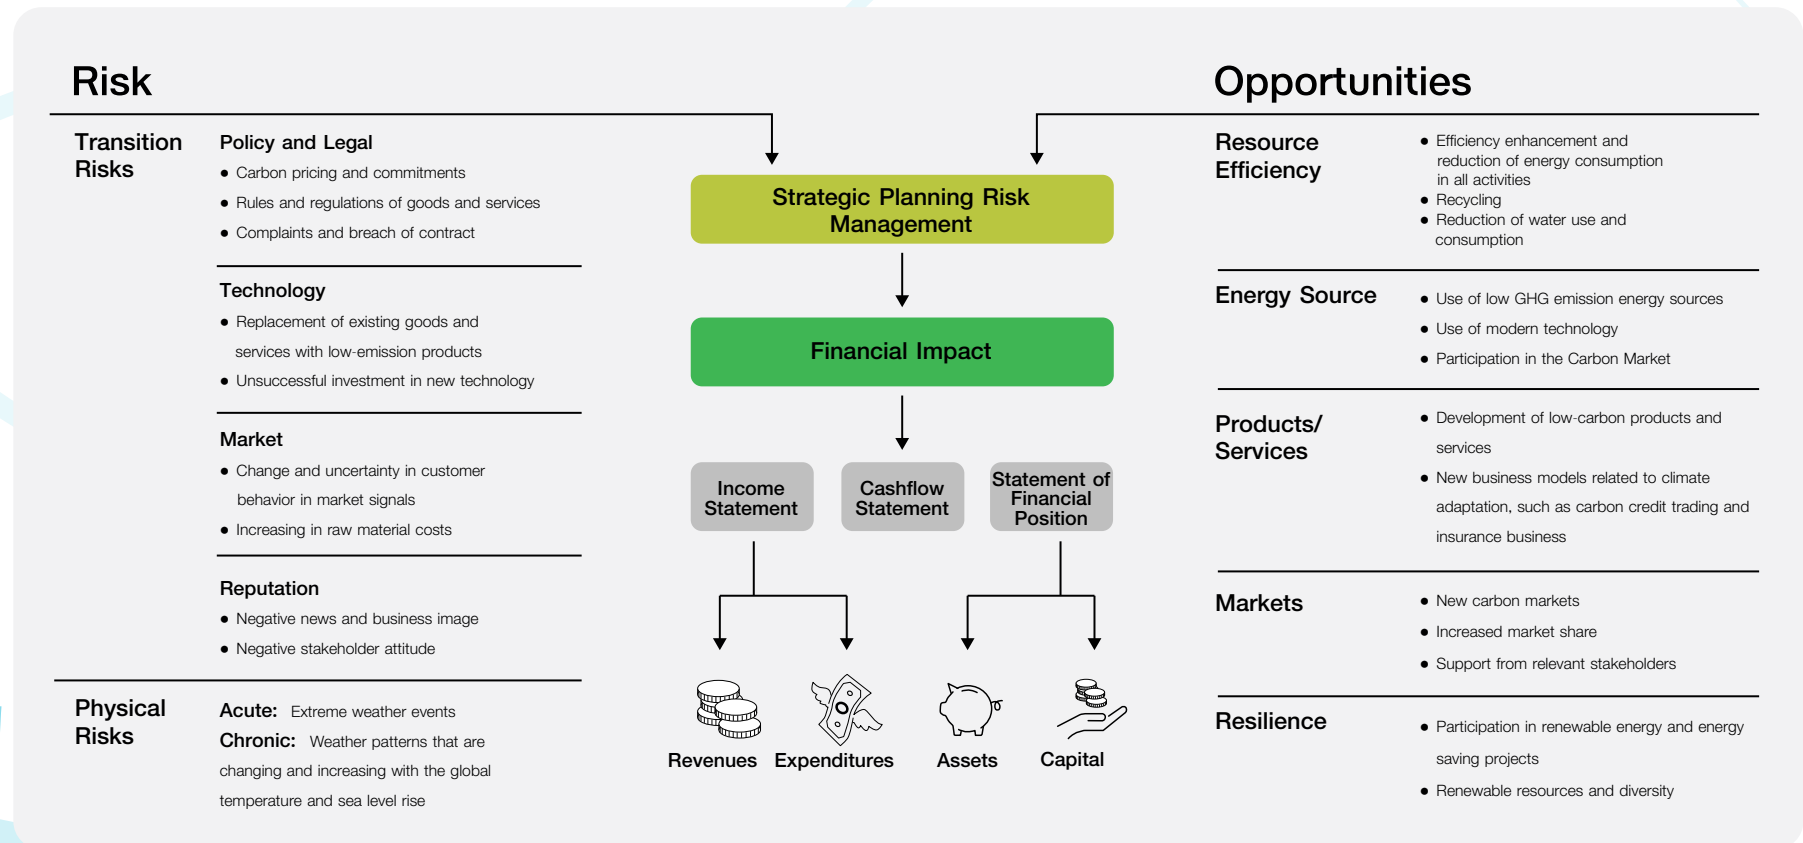 Risk
Transition
Risks
Policy and Legal
● Carbon pricing and commitments
● Rules and regulations of goods and services
● Complaints and breach of contract
Technology
● Replacement of existing goods and
services with low-emission products
● Unsuccessful investment in new technology
Market
● Change and uncertainty in customer
behavior in market signals
● Increasing in raw material costs
Reputation
● Negative news and business image
● Negative stakeholder attitude
Physical
Risks
Acute: Extreme weather events
Chronic: Weather patterns that are
changing and increasing with the global
temperature and sea level rise
Strategic Planning Risk
Management
Financial Impact
Income
Statement
Cashflow
Statement
Statement of
Financial
Position
Revenues
Expenditures
Assets
Capital
Opportunities
Resource
Efficiency
● Efficiency enhancement and
reduction of energy consumption
in all activities
● Recycling
● Reduction of water use and
consumption
Energy Source
● Use of low GHG emission energy sources
● Use of modern technology
● Participation in the Carbon Market
Products/
Services
● Development of low-carbon products and
services
● New business models related to climate
adaptation, such as carbon credit trading and
insurance business
Markets
● New carbon markets
● Increased market share
● Support from relevant stakeholders
Resilience
● Participation in renewable energy and energy
saving projects
● Renewable resources and diversity